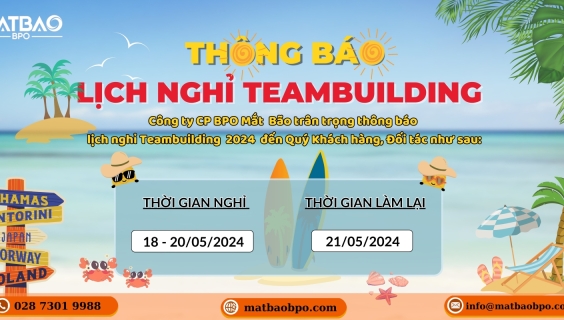 MATBAO
BPO
THÔNG BÁO
LỊCH NGHỈ TEAMBUILDING
Công ty CP BPO Mắt Bão trân trọng thông báo
lịch nghỉ Teambuilding 2024 đến Quý Khách hàng, Đối tác như sau:
THỜI GIAN NGHỈ
18 - 20/05/2024
THỜI GIAN LÀM LẠI
21/05/2024
HAMAS
NTORINI
JAPAN
ORWAY
OLAND
028 7301 9988
matbaobpo.com
info@matbaobpo.com